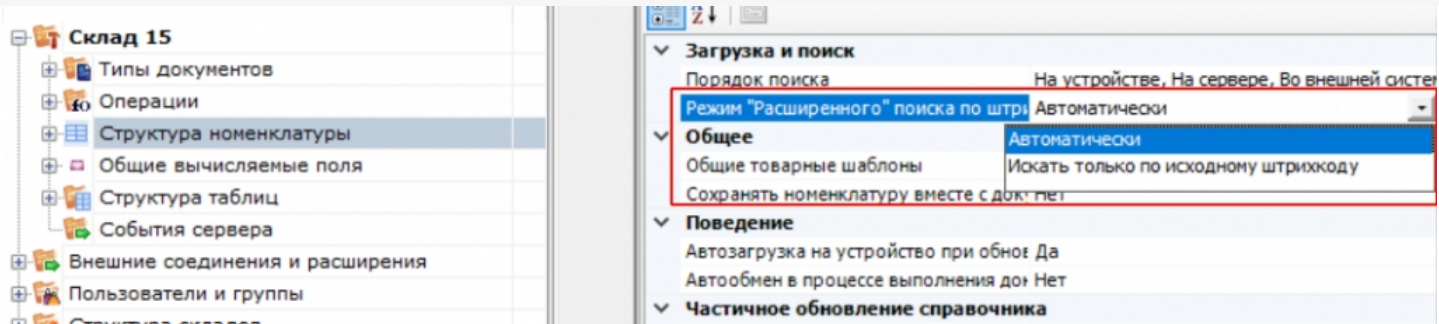 Склад 15
Типы документов
Операции
Структура номенклатуры
Общие вычисляемые поля
Структура таблиц
События сервера
Внешние соединения и расширения
Пользователи и группы
Структура складов
Загрузка и поиск
Порядок поиска На устройстве, На сервере, Во внешней систем
Режим "Расширенного" поиска по штри Автоматически
Общее
Автоматически
Общие товарные шаблоны
Искать только по исходному штрихкоду
Сохранять номенклатуру вместе с док Нет
Поведение
Автозагрузка на устройство при обнов Да
Автообмен в процессе выполнения док Нет
Частичное обновление справочника